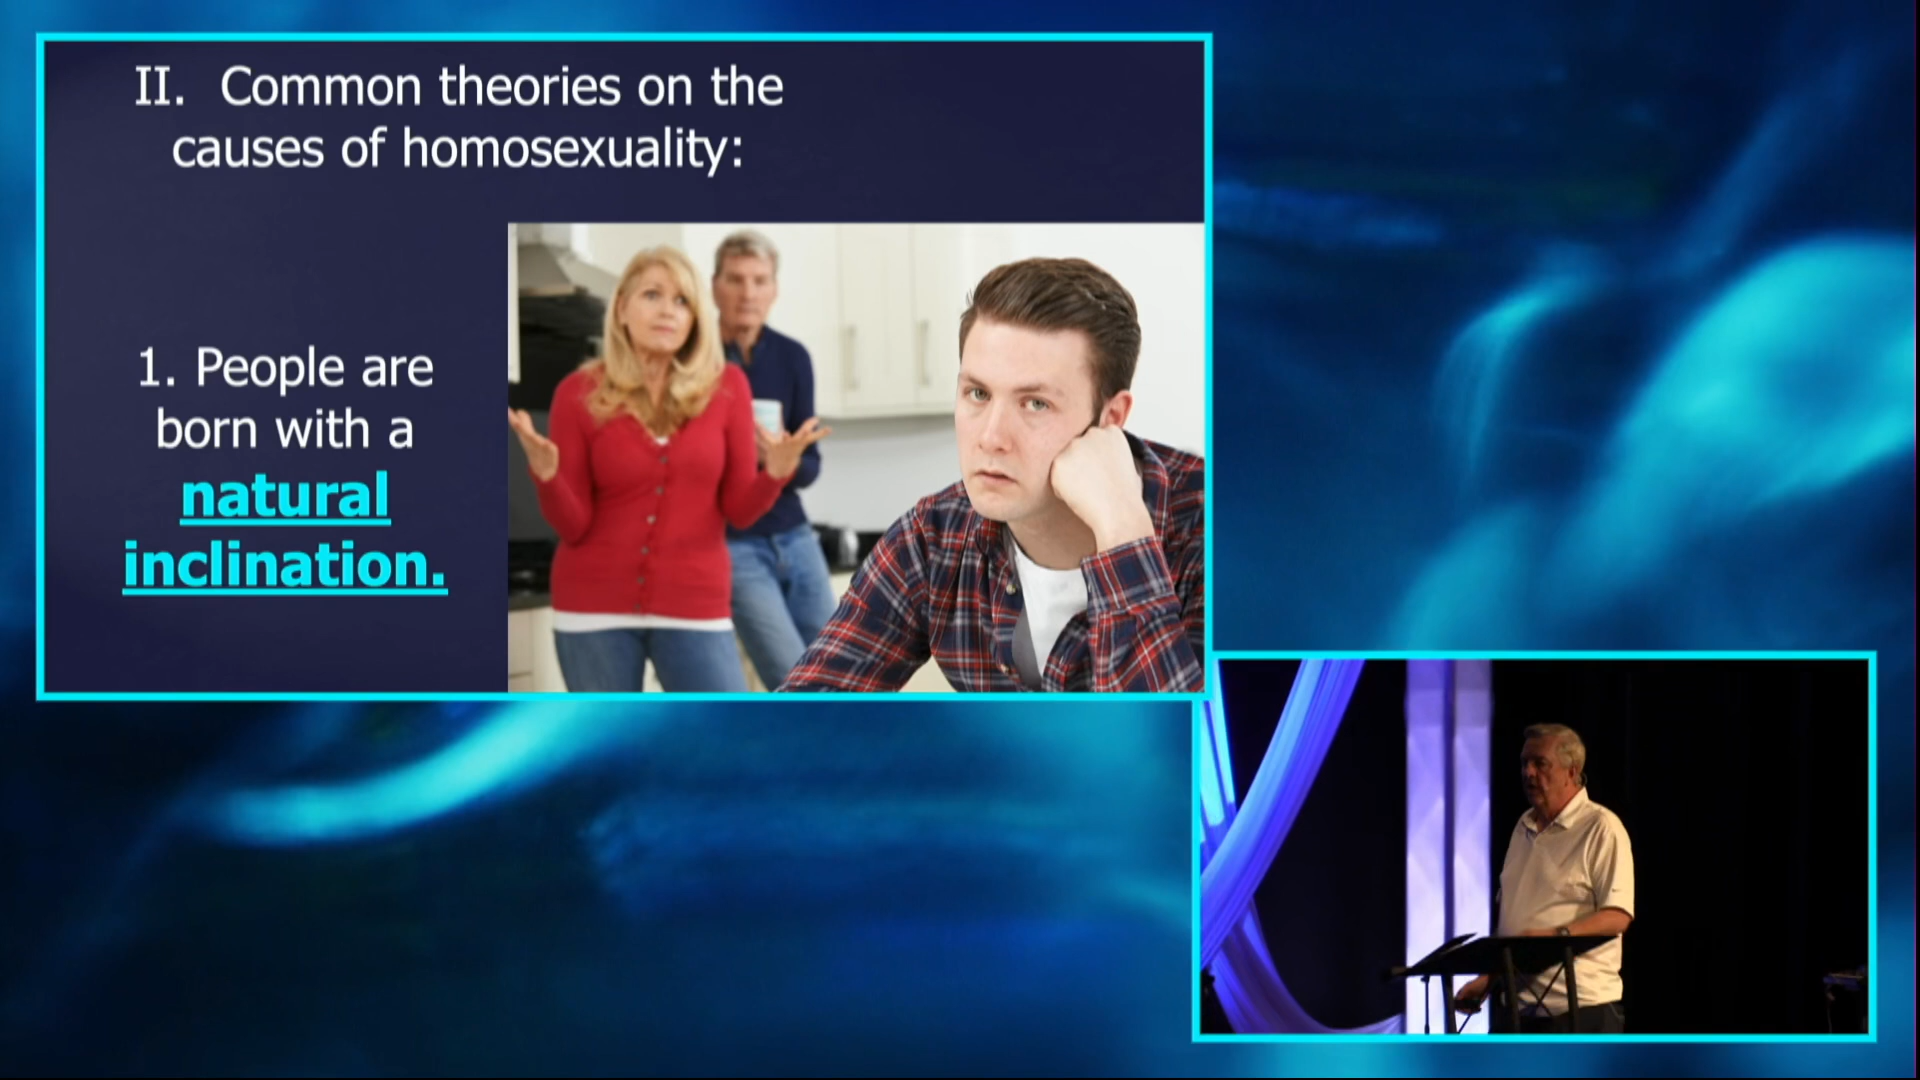 II. Common theories on the
causes of homosexuality:
1. People are
born with a
natural
inclination.